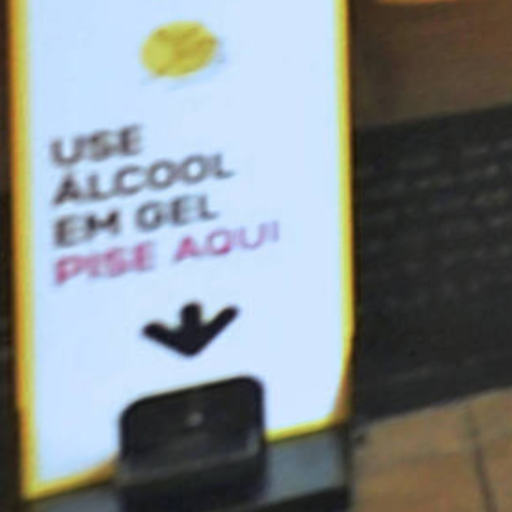 USE
ÁLCOOL
EM GEL
PISE AQUI